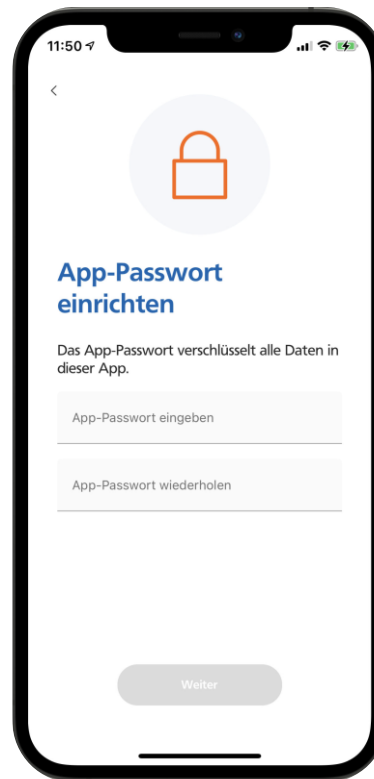 11:50
App-Passwort
einrichten
Das App-Passwort verschlüsselt alle Daten in
dieser App.
App-Passwort eingeben
App-Passwort wiederholen
Weiter